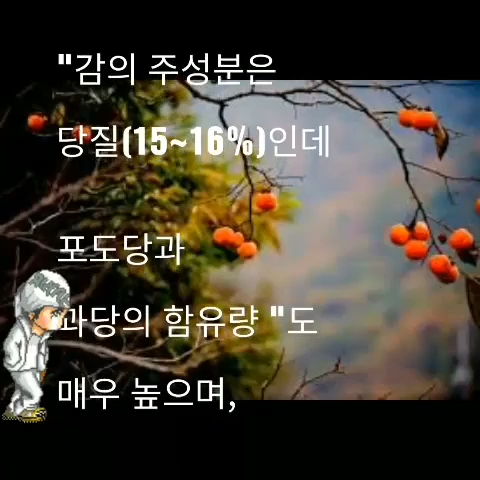 "감의 주성분은
당질(15~16%)인데
포도당과
과당의 함유량 "도
매우 높으며,